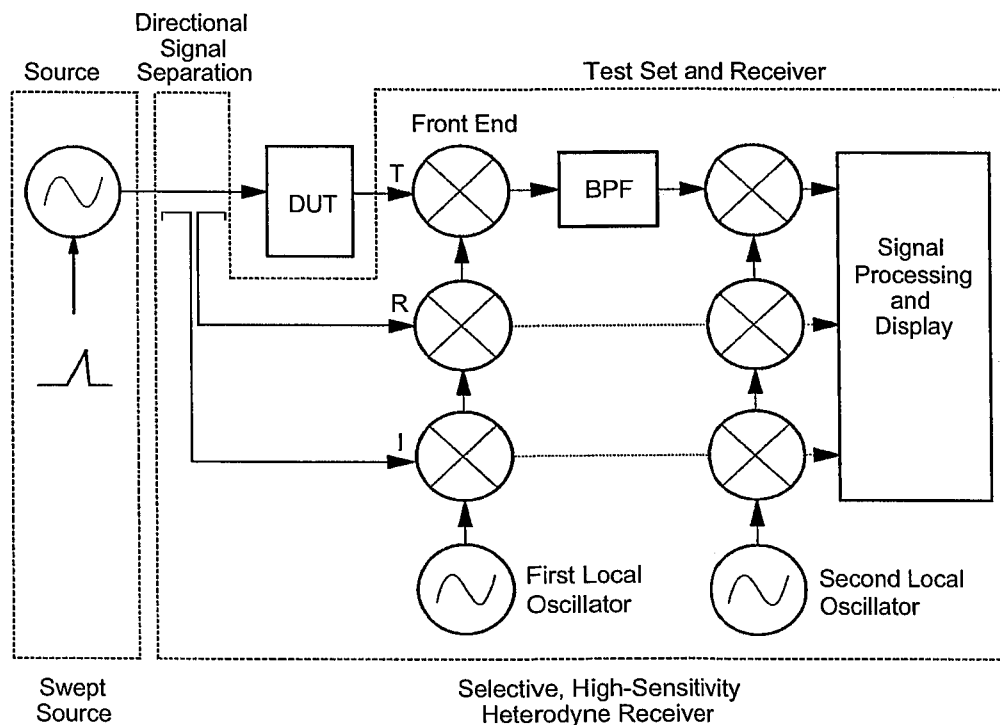 Directional
Signal
Separation
Source
Test Set and Receiver
Front End
DUT
T
BPF
R
Signal
Processing
and
Display
I
First Local
Oscillator
Second Local
Oscillator
Swept
Source
Selective, High-Sensitivity
Heterodyne Receiver